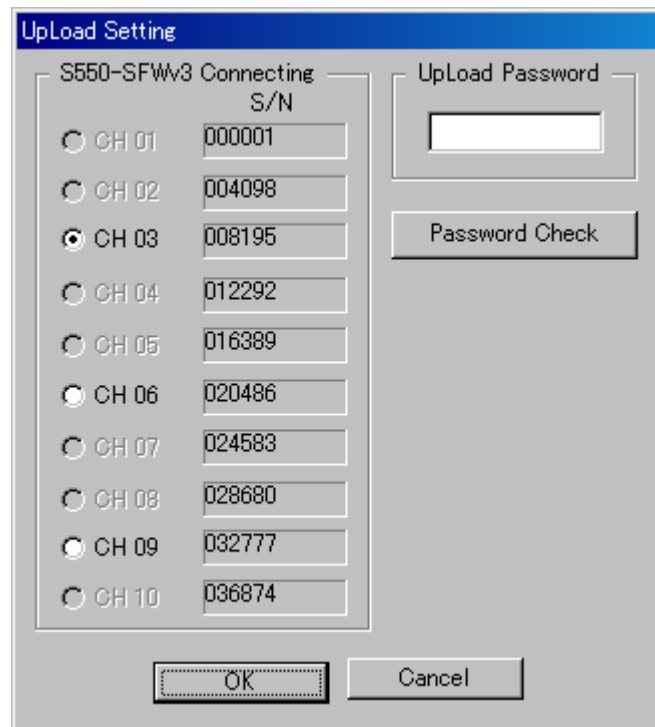 UpLoad Setting
S550-SFWv3 Connecting
S/N
CH 01 000001
CH 02 004098
CH 03 008195
CH 04 012292
CH 05 016389
CH 06 020486
CH 07 024583
CH 08 028680
CH 09 032777
CH 10 036874
UpLoad Password
Password Check
OK
Cancel